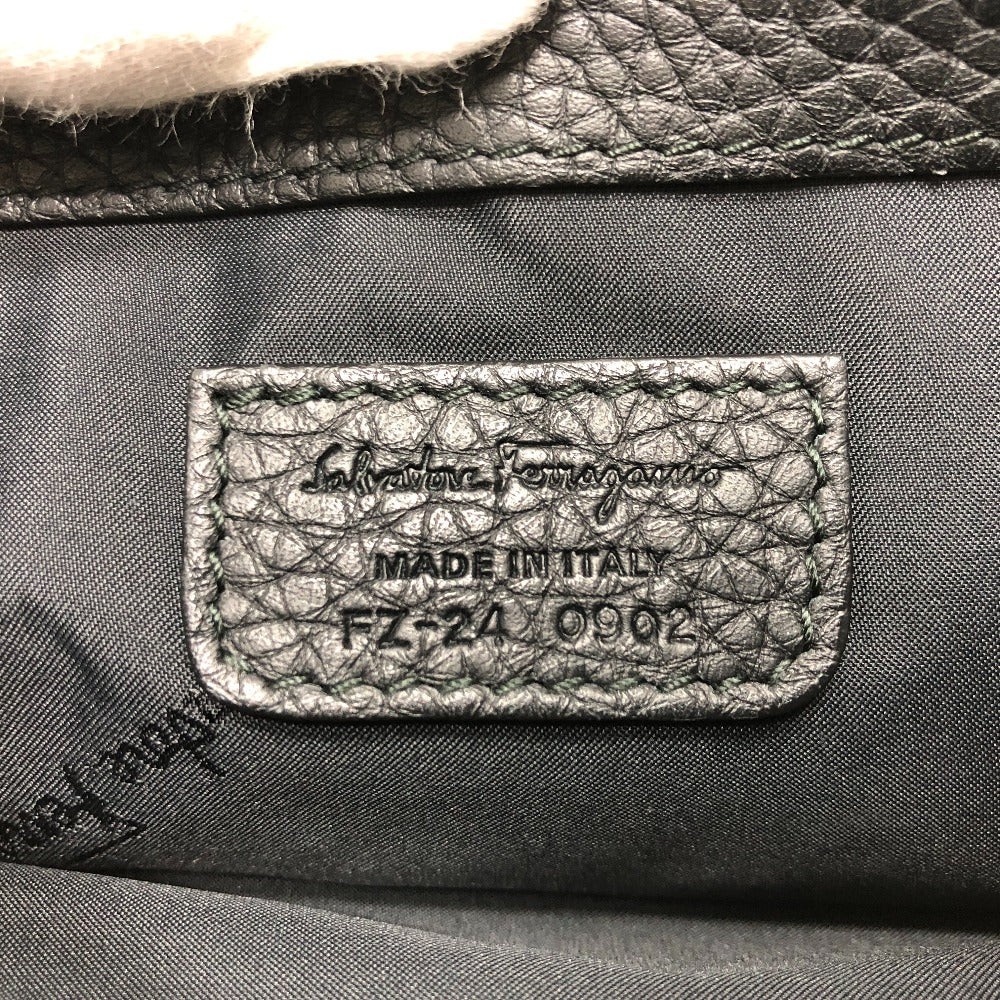 Salvatore Ferragamo
MADE IN ITALY
FZ-24 0902